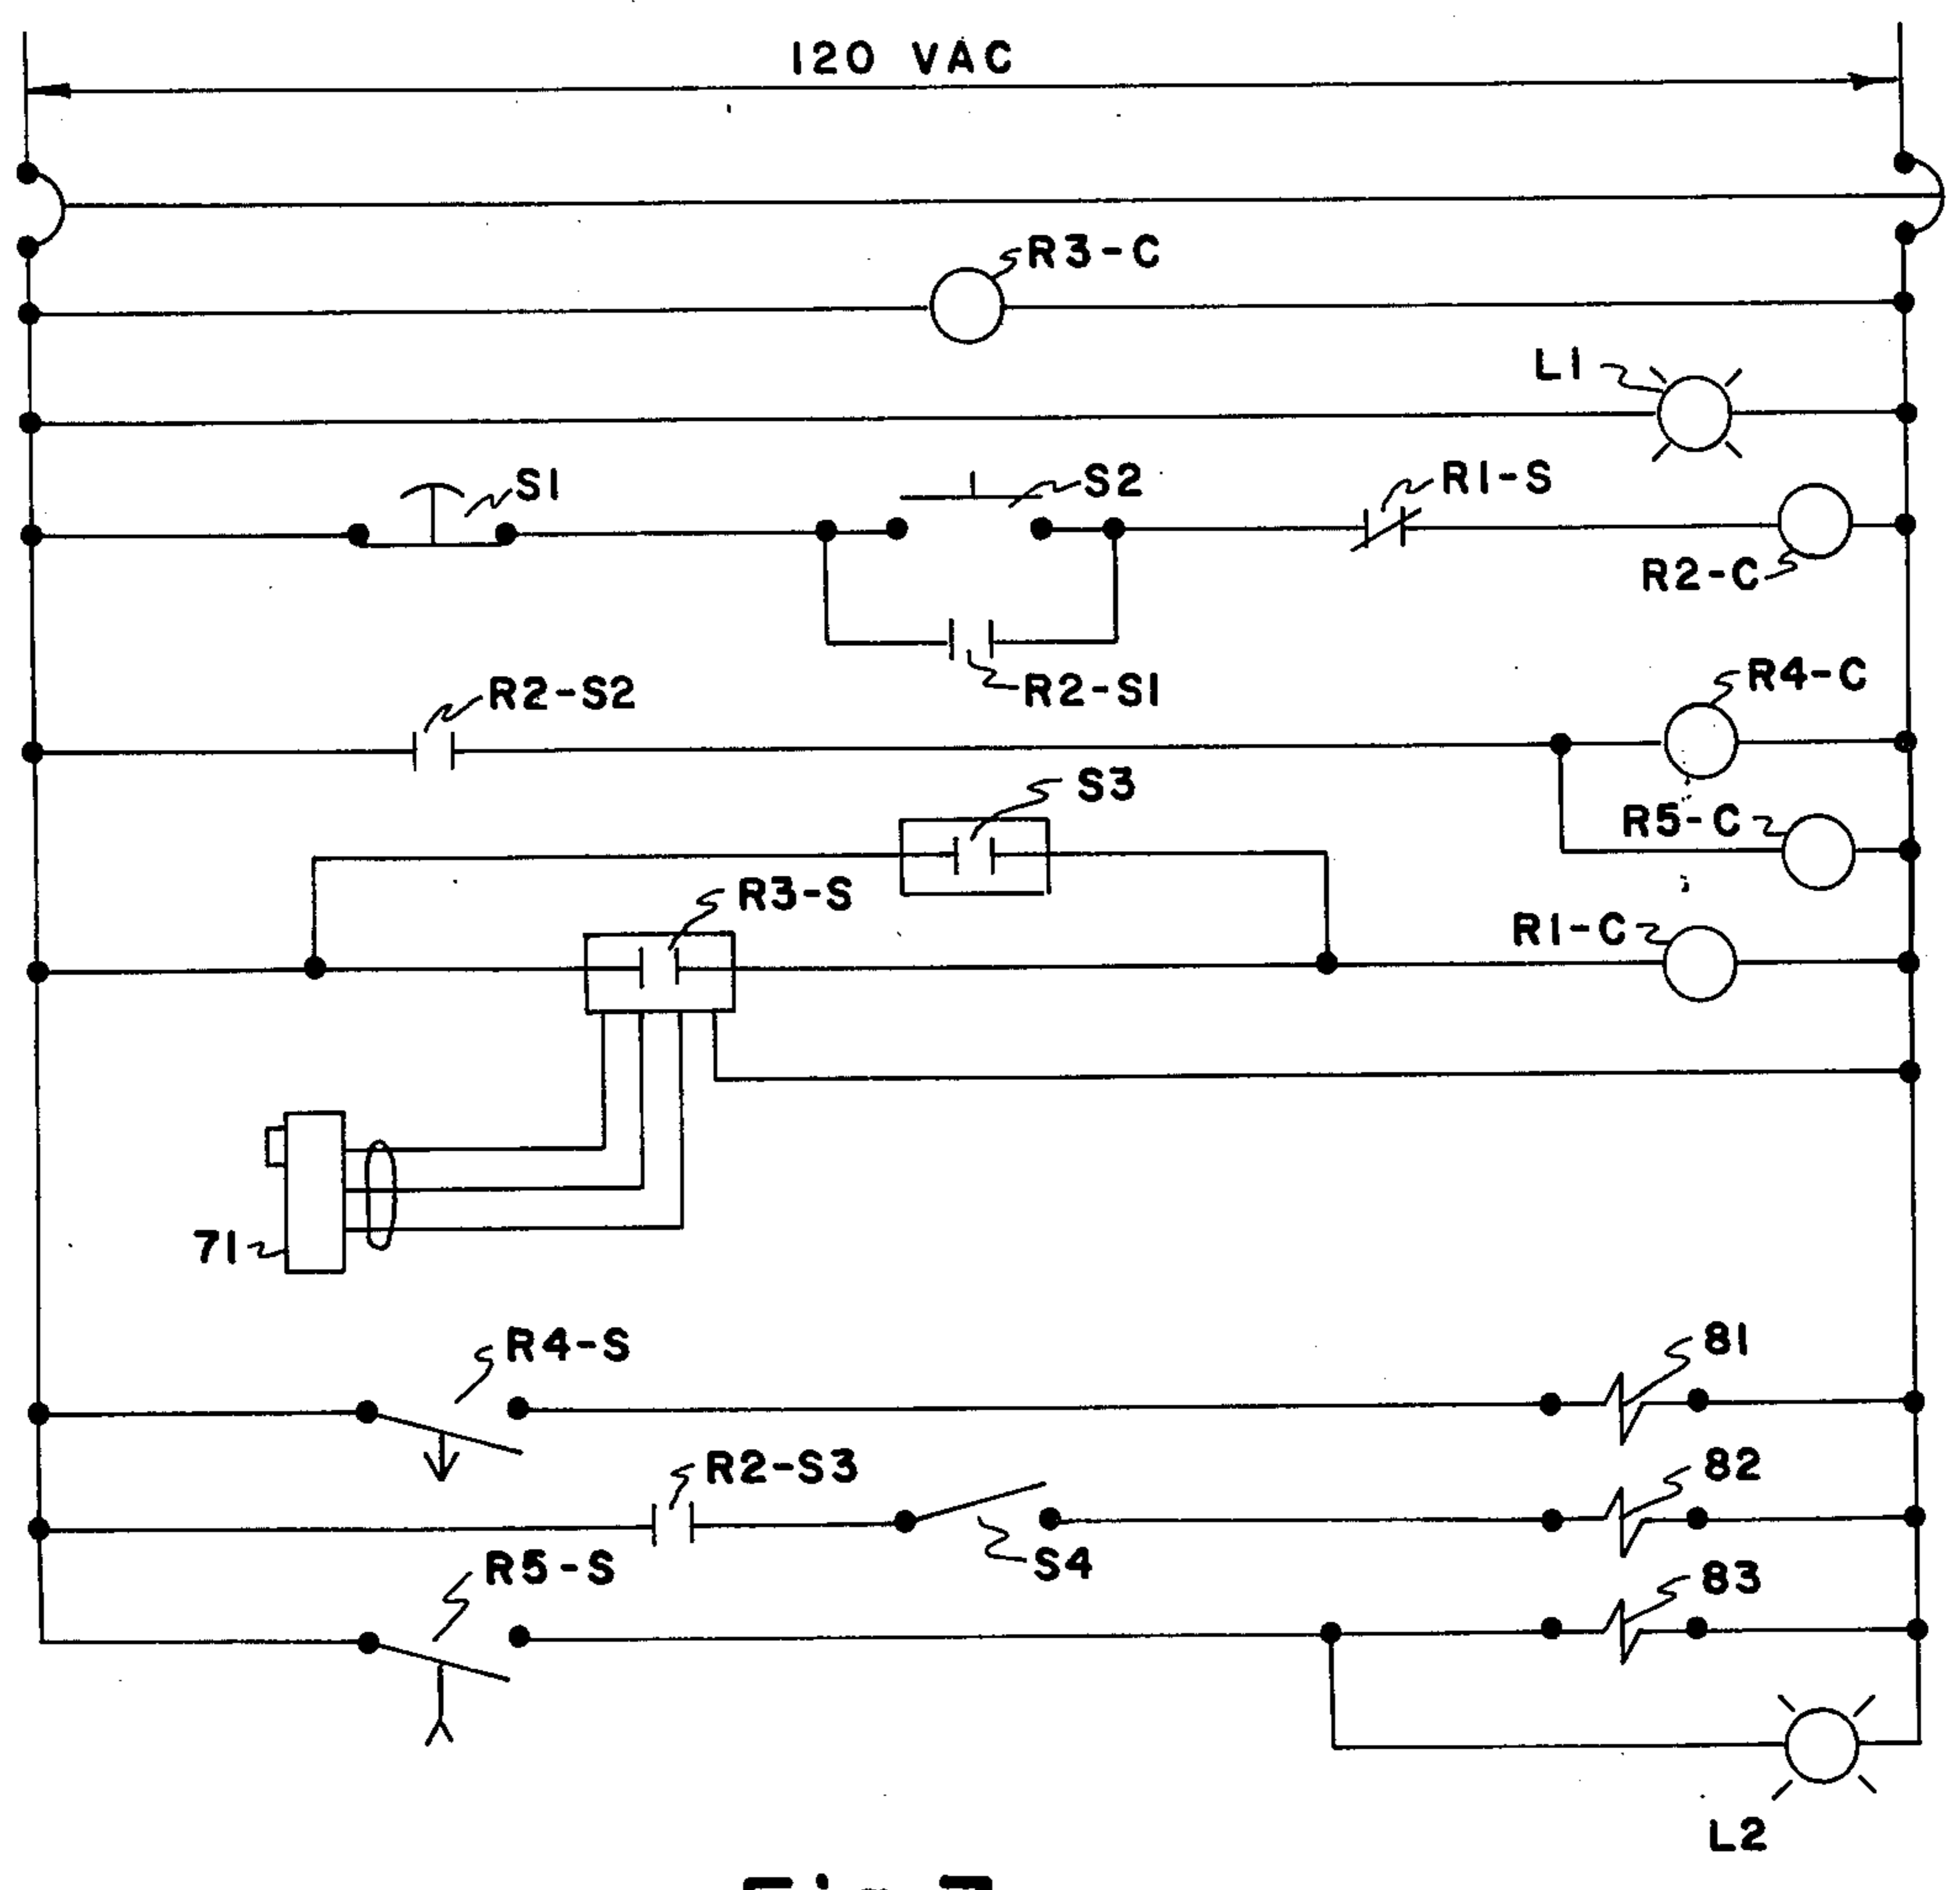 120 VAC
R3-C
L1
S1
S2
R1-S
R2-C
R2-S1
R2-S2
R4-C
S3
R5-C
R3-S
R1-C
71
R4-S
81
R2-S3
82
S4
R5-S
83
L2